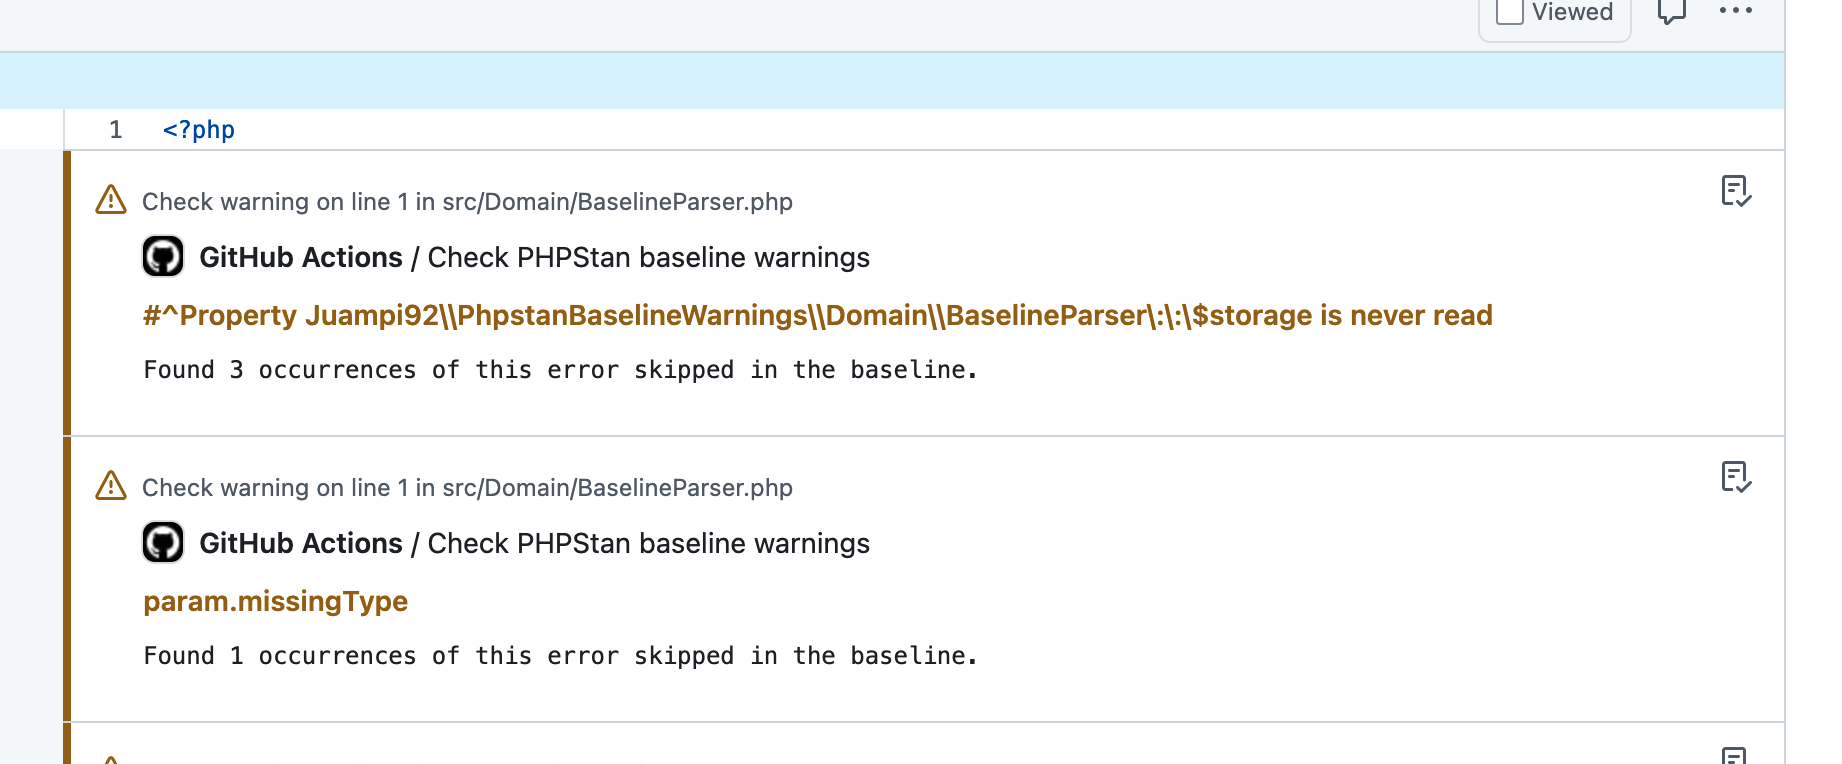 Viewed
1 <?php
Check warning on line 1 in src/Domain/BaselineParser.php
GitHub Actions / Check PHPStan baseline warnings
#^Property Juampi92\\PhpstanBaselineWarnings\\Domain\\BaselineParser\:\:\$storage is never read
Found 3 occurrences of this error skipped in the baseline.
Check warning on line 1 in src/Domain/BaselineParser.php
GitHub Actions / Check PHPStan baseline warnings
param.missingType
Found 1 occurrences of this error skipped in the baseline.